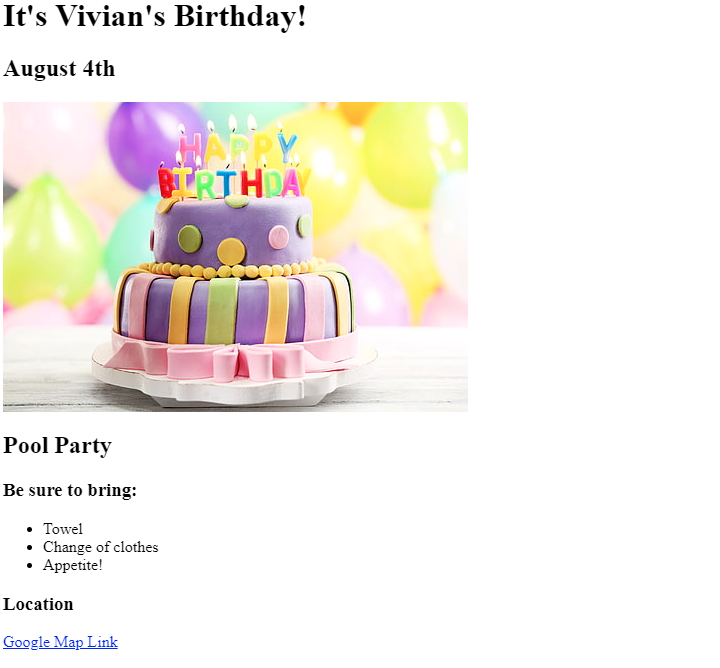 It's Vivian's Birthday!
August 4th
HAPPY
BIRTHDAY
Pool Party
Be sure to bring:
Towel
Change of clothes
Appetite!
Location
Google Map Link